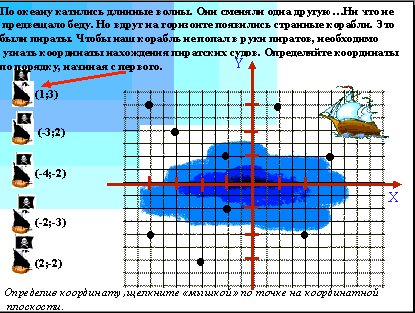 По океану катились длинные волны. Они сменяли одна другую …Ни что не
предвещало беду. Но вдруг на горизонте появились странные корабли. Это
были пираты. Чтобы наш корабль не попал в руки пиратов, необходимо
узнать координаты нахождения пиратских судов. Определяйте координаты
по порядку, начиная с первого.
Y
(1;3)
(-3;2)
(-4;-2)
X
(-2;-3)
(2;-2)
Определив координату ,щелкните «мышкой» по точке на координатной
плоскости.